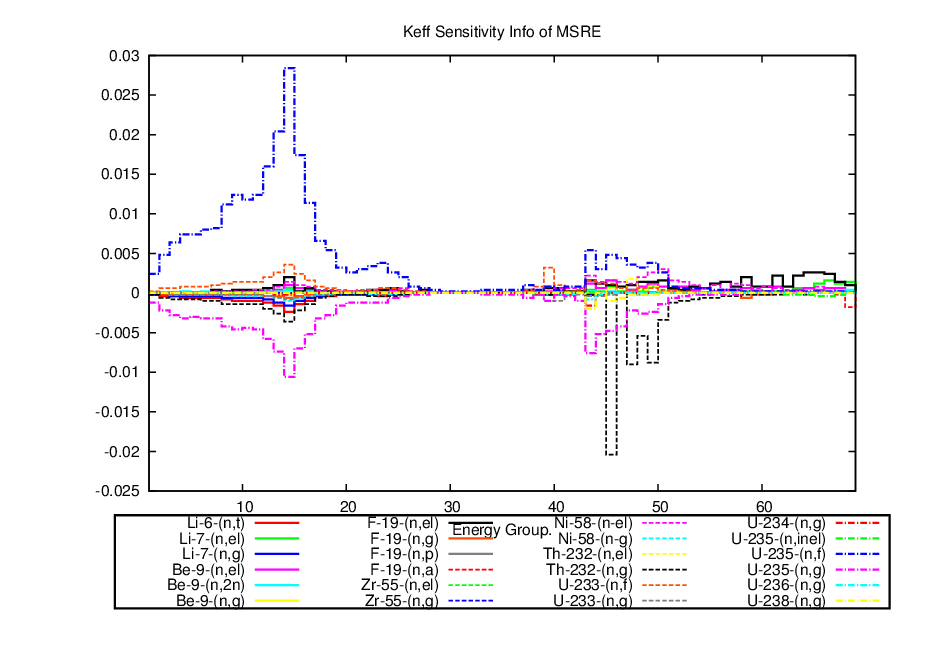 Keff Sensitivity Info of MSRE
0.03
0.025
0.02
0.015
0.01
0.005
0
-0.005
-0.01
-0.015
-0.02
-0.025
10 20 30 40 50 60
Energy Group.
Li-6-(n,t) F-19-(n,el) Ni-58-(n-el) U-234-(n,g)
Li-7-(n,el) F-19-(n,g) Ni-58-(n-g) U-235-(n,inel)
Li-7-(n,g) F-19-(n,p) Th-232-(n,el) U-235-(n,f)
Be-9-(n,el) F-19-(n,a) Th-232-(n,g) U-235-(n,g)
Be-9-(n,2n) Zr-55-(n,el) U-233-(n,f) U-236-(n,g)
Be-9-(n,g) Zr-55-(n,g) U-233-(n,g) U-238-(n,g)